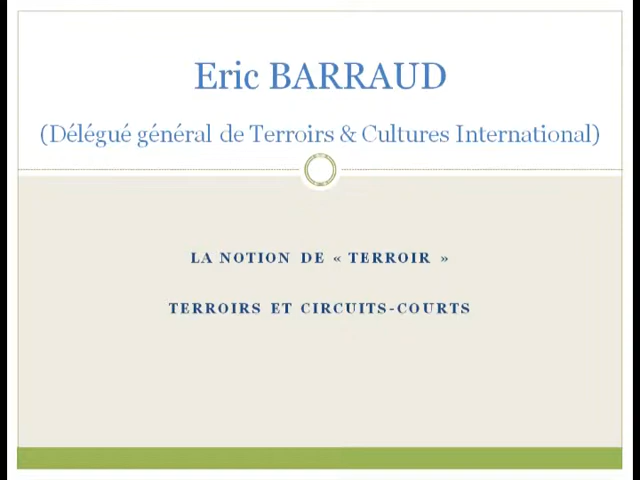 Eric BARRAUD
(Délégué général de Terroirs & Cultures International)
LA NOTION DE « TERROIR »
TERROIRS ET CIRCUITS-COURTS